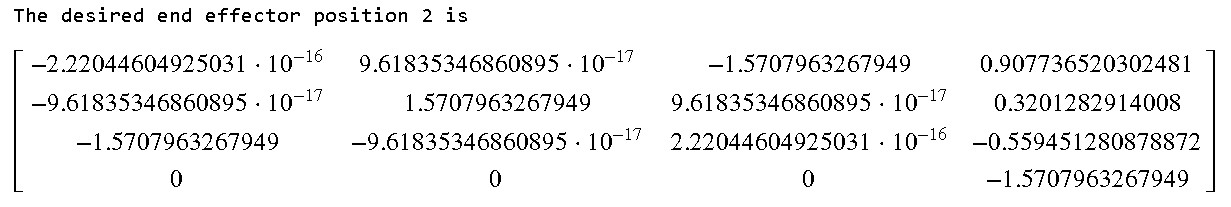 The desired end effector position 2 is
−2.22044604925031 · 10⁻¹⁶ 9.61835346860895 · 10⁻¹⁷ −1.5707963267949 0.907736520302481
−9.61835346860895 · 10⁻¹⁷ 1.5707963267949 9.61835346860895 · 10⁻¹⁷ 0.3201282914008
−1.5707963267949 −9.61835346860895 · 10⁻¹⁷ 2.22044604925031 · 10⁻¹⁶ −0.559451280878872
0 0 0 −1.5707963267949